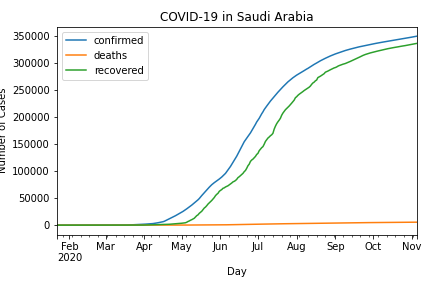 COVID-19 in Saudi Arabia
confirmed
deaths
recovered
350000
300000
250000
200000
150000
100000
50000
0
Number of Cases
Feb Mar Apr May Jun Jul Aug Sep Oct Nov
2020
Day